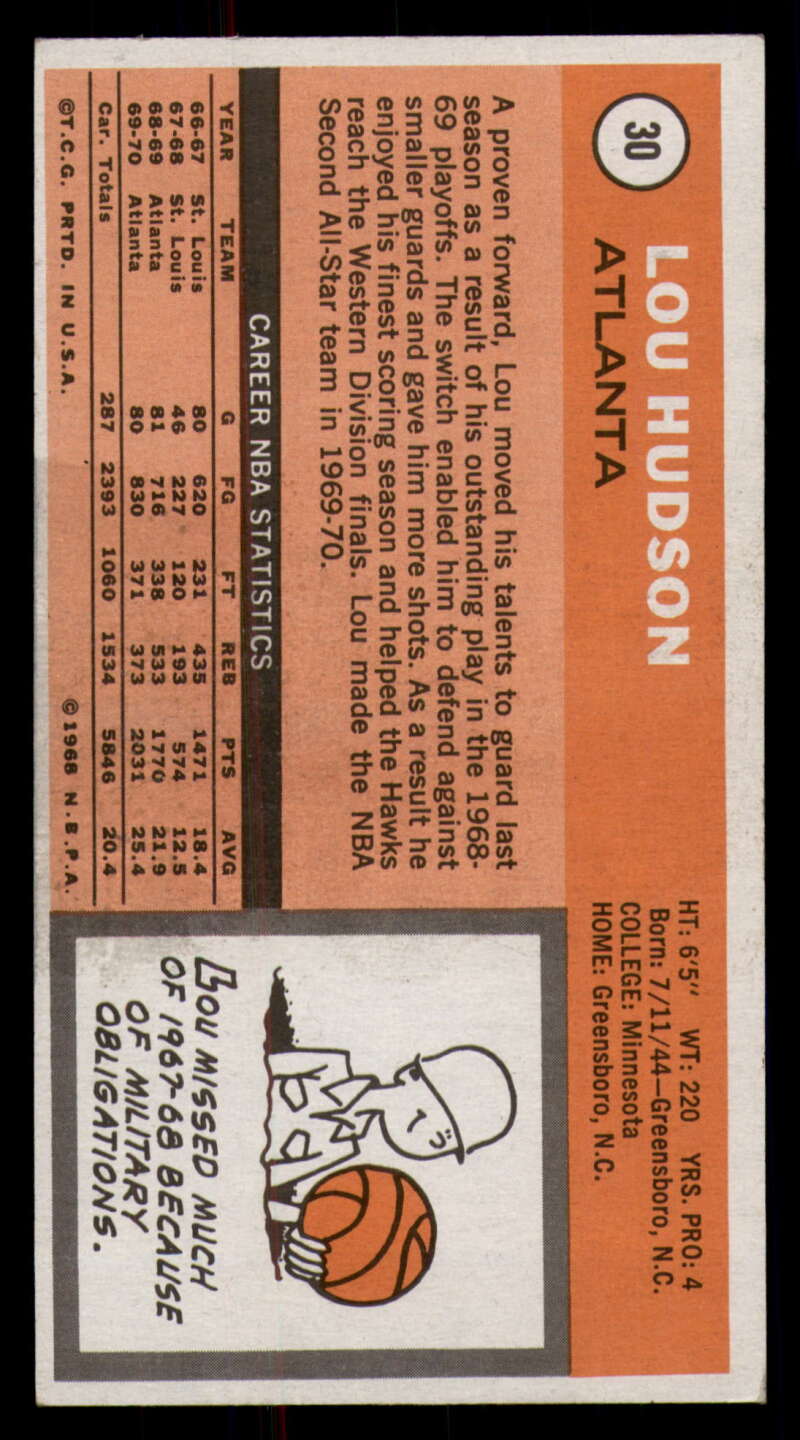 30
LOU HUDSON
ATLANTA
HT: 6'5" WT: 220 YRS. PRO: 4
Born: 7/11/44—Greensboro, N.C.
COLLEGE: Minnesota
HOME: Greensboro, N.C.
A proven forward, Lou moved his talents to guard last
season as a result of his outstanding play in the 1968-
69 playoffs. The switch enabled him to defend against
smaller guards and gave him more shots. As a result he
enjoyed his finest scoring season and helped the Hawks
reach the Western Division finals. Lou made the NBA
Second All-Star team in 1969-70.
CAREER NBA STATISTICS
YEAR TEAM G FG FT REB PTS AVG
66-67 St. Louis 80 620 231 435 1471 18.4
67-68 St. Louis 46 227 120 193 574 12.5
68-69 Atlanta 81 716 338 533 1770 21.9
69-70 Atlanta 80 830 371 373 2031 25.4
Car. Totals 287 2393 1060 1534 5846 20.4
©T.C.G. PRTD. IN U.S.A. ©1968 N.B.P.A.
LOU MISSED MUCH
OF 1967-68 BECAUSE
OF MILITARY
OBLIGATIONS.